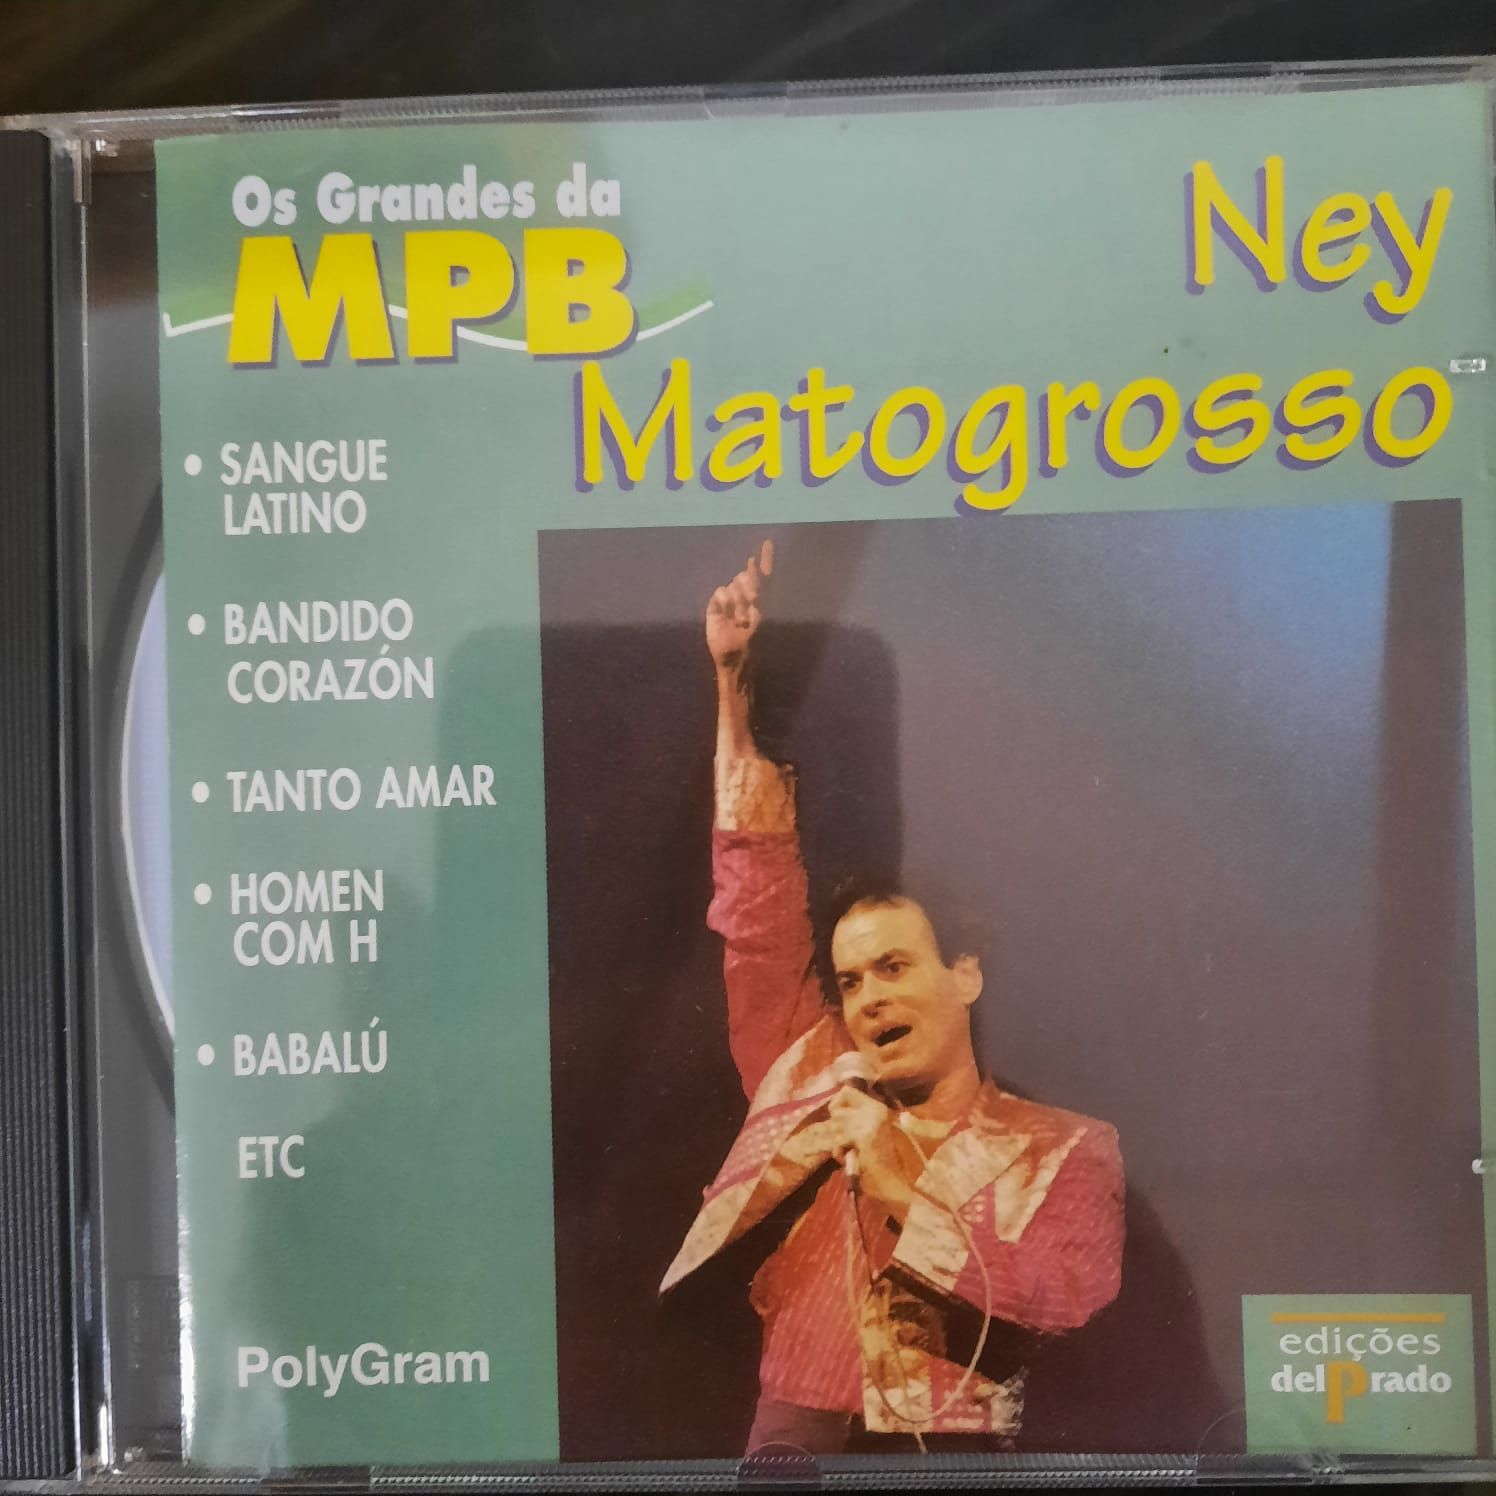 Os Grandes da
MPB
Ney
Matogrosso
• SANGUE
LATINO
• BANDIDO
CORAZÓN
• TANTO AMAR
• HOMEN
COM H
• BABALÚ
ETC
PolyGram
edições
delPrado